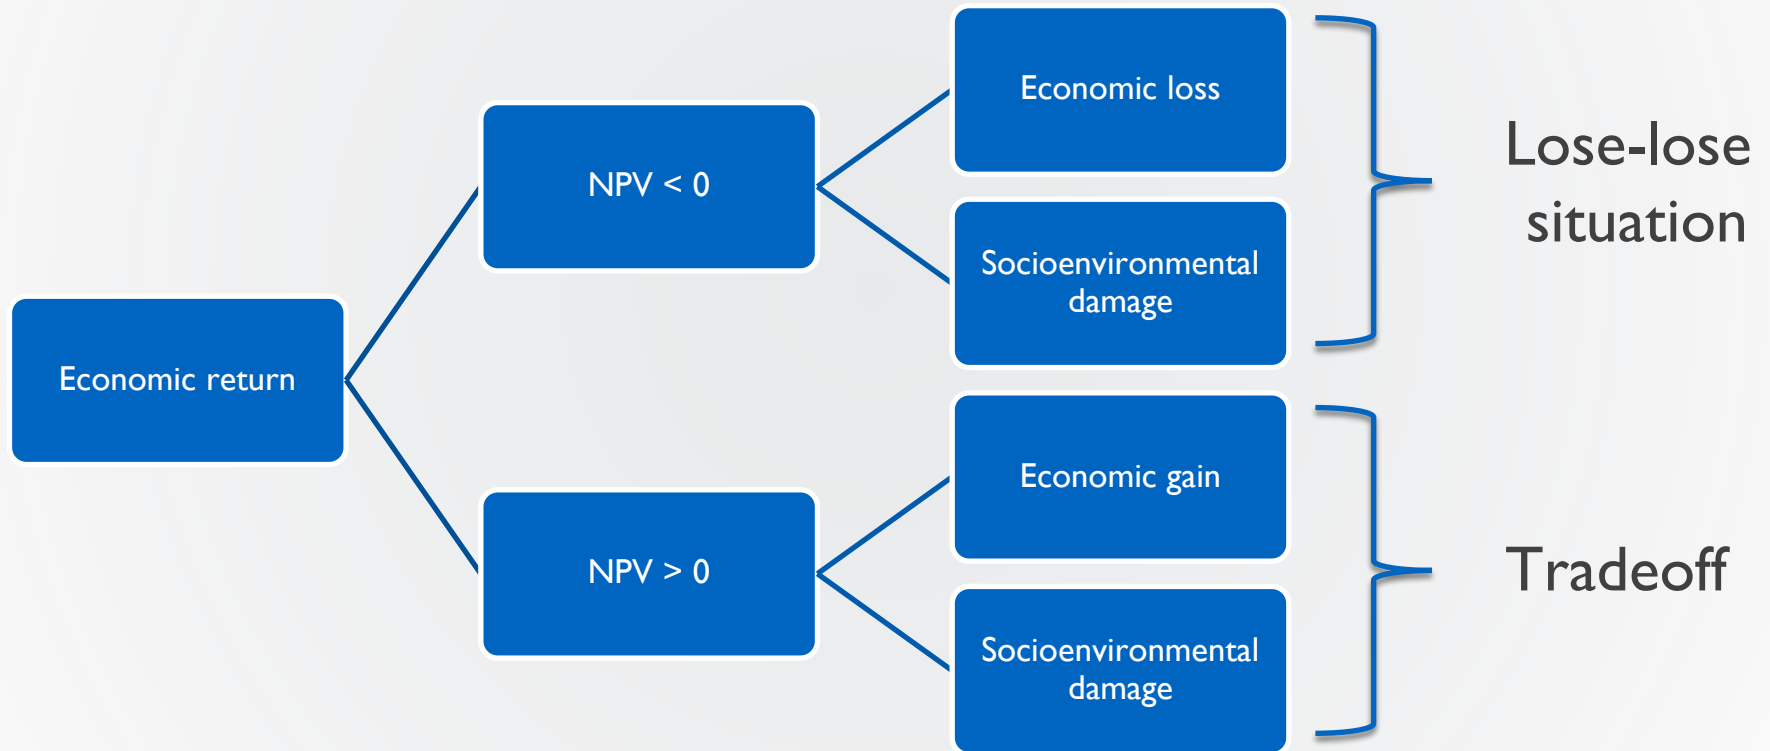 Economic return
NPV < 0
NPV > 0
Economic loss
Socioenvironmental
damage
Economic gain
Socioenvironmental
damage
Lose-lose
situation
Tradeoff